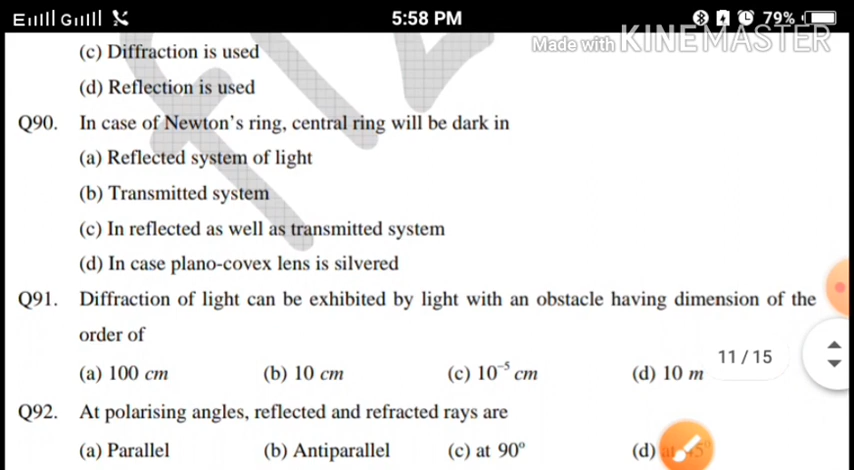 5:58 PM
79%
Made with KINEMASTER
(c) Diffraction is used
(d) Reflection is used
Q90. In case of Newton's ring, central ring will be dark in
(a) Reflected system of light
(b) Transmitted system
(c) In reflected as well as transmitted system
(d) In case plano-covex lens is silvered
Q91. Diffraction of light can be exhibited by light with an obstacle having dimension of the
order of
(a) 100 cm (b) 10 cm (c) 10⁻⁵ cm (d) 10 m
11 / 15
Q92. At polarising angles, reflected and refracted rays are
(a) Parallel (b) Antiparallel (c) at 90° (d)